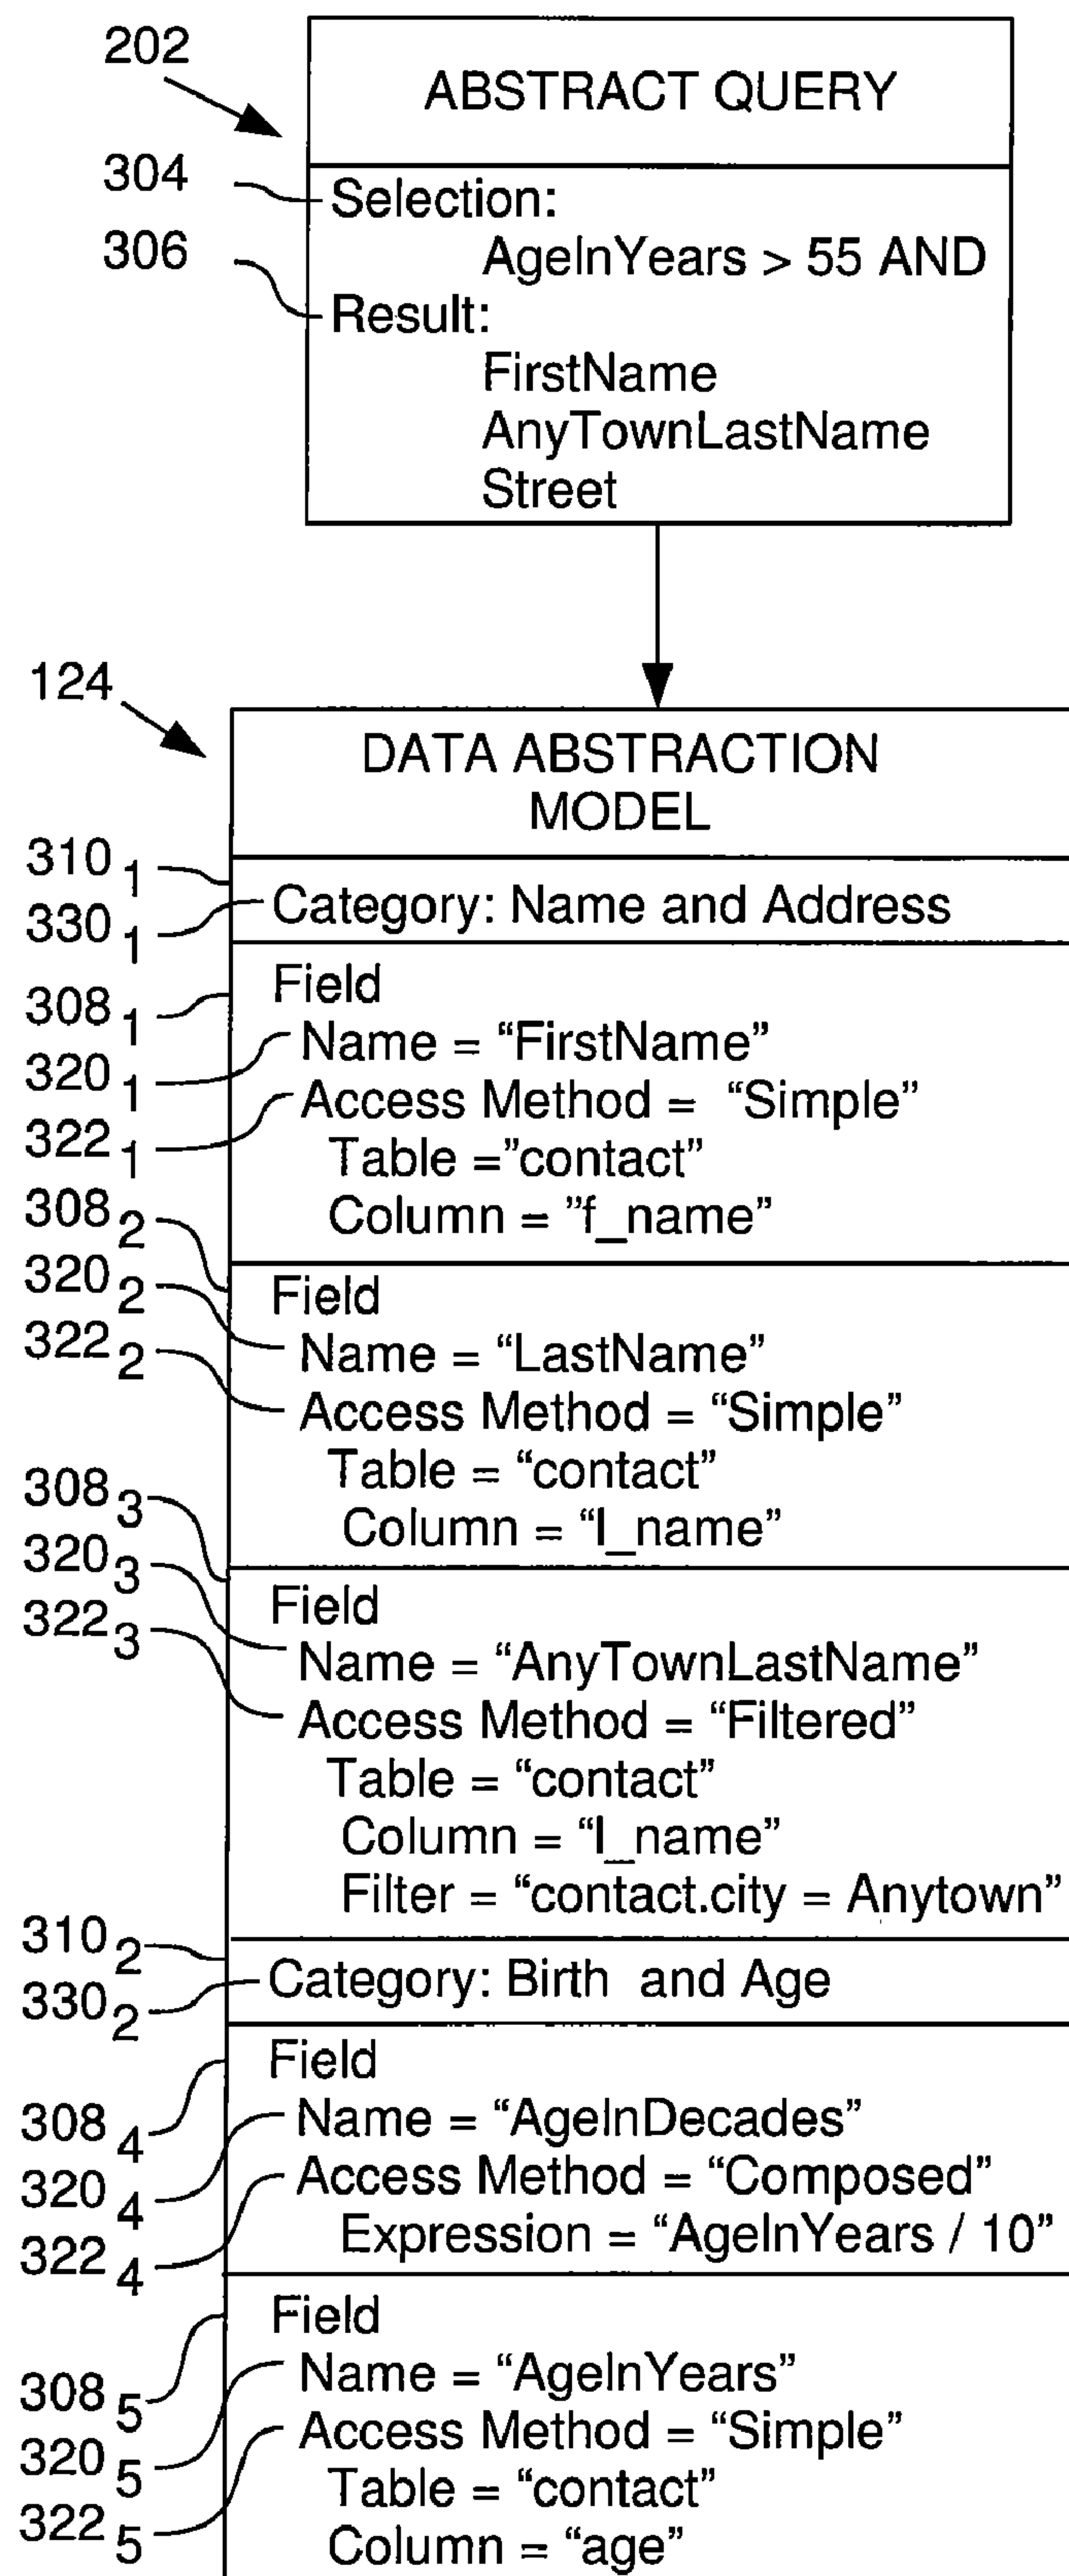 202
ABSTRACT QUERY
304
Selection:
AgeInYears > 55 AND
306
Result:
FirstName
AnyTownLastName
Street
124
DATA ABSTRACTION
MODEL
310 1
330 1
Category: Name and Address
308 1
Field
320 1
Name = “FirstName”
322 1
Access Method = “Simple”
Table =”contact”
Column = ”f_name”
308 2
Field
320 2
Name = “LastName”
322 2
Access Method = “Simple”
Table = “contact”
Column = “l_name”
308 3
Field
320 3
Name = “AnyTownLastName”
322 3
Access Method = “Filtered”
Table = “contact”
Column = “l_name”
Filter = “contact.city = Anytown”
310 2
330 2
Category: Birth and Age
308 4
Field
320 4
Name = “AgeInDecades”
322 4
Access Method = “Composed”
Expression = “AgeInYears / 10”
308 5
Field
320 5
Name = “AgeInYears”
322 5
Access Method = “Simple”
Table = “contact”
Column = “age”